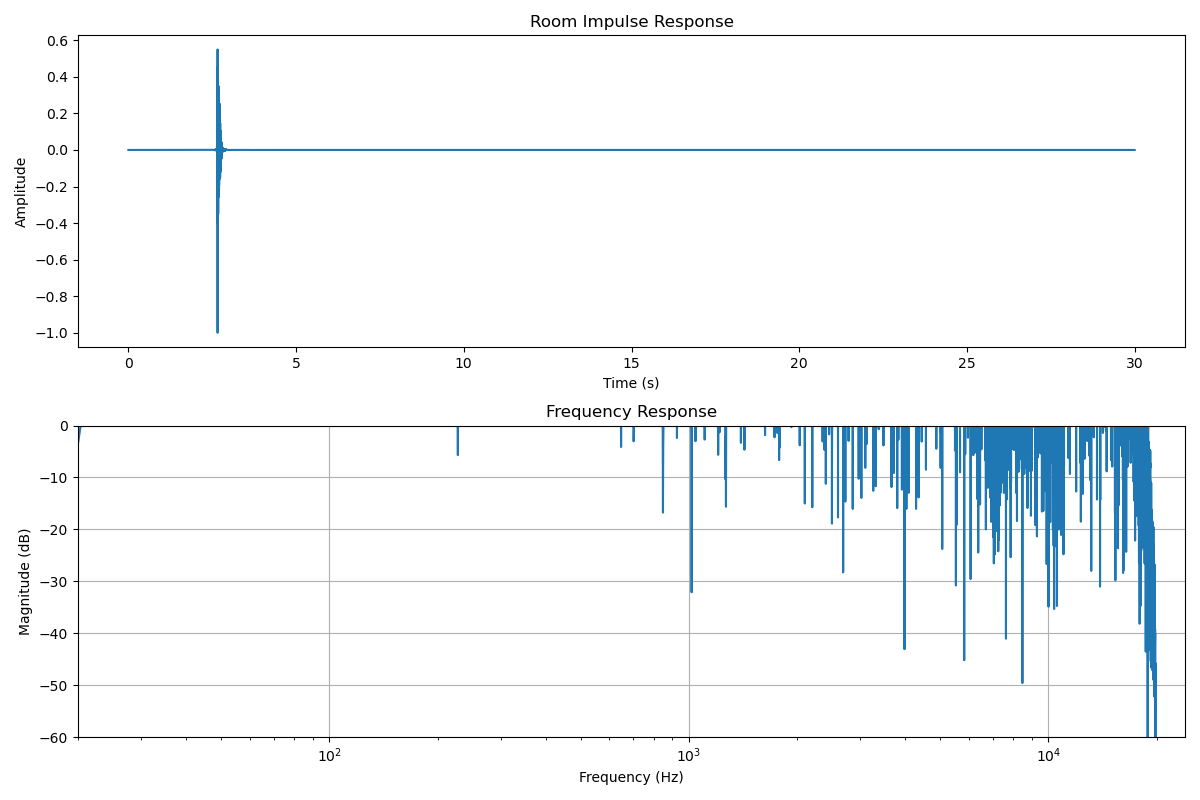 Room Impulse Response
0.6
0.4
0.2
0.0
−0.2
−0.4
−0.6
−0.8
−1.0
Amplitude
0 5 10 15 20 25 30
Time (s)
Frequency Response
0
−10
−20
−30
−40
−50
−60
Magnitude (dB)
10² 10³ 10⁴
Frequency (Hz)